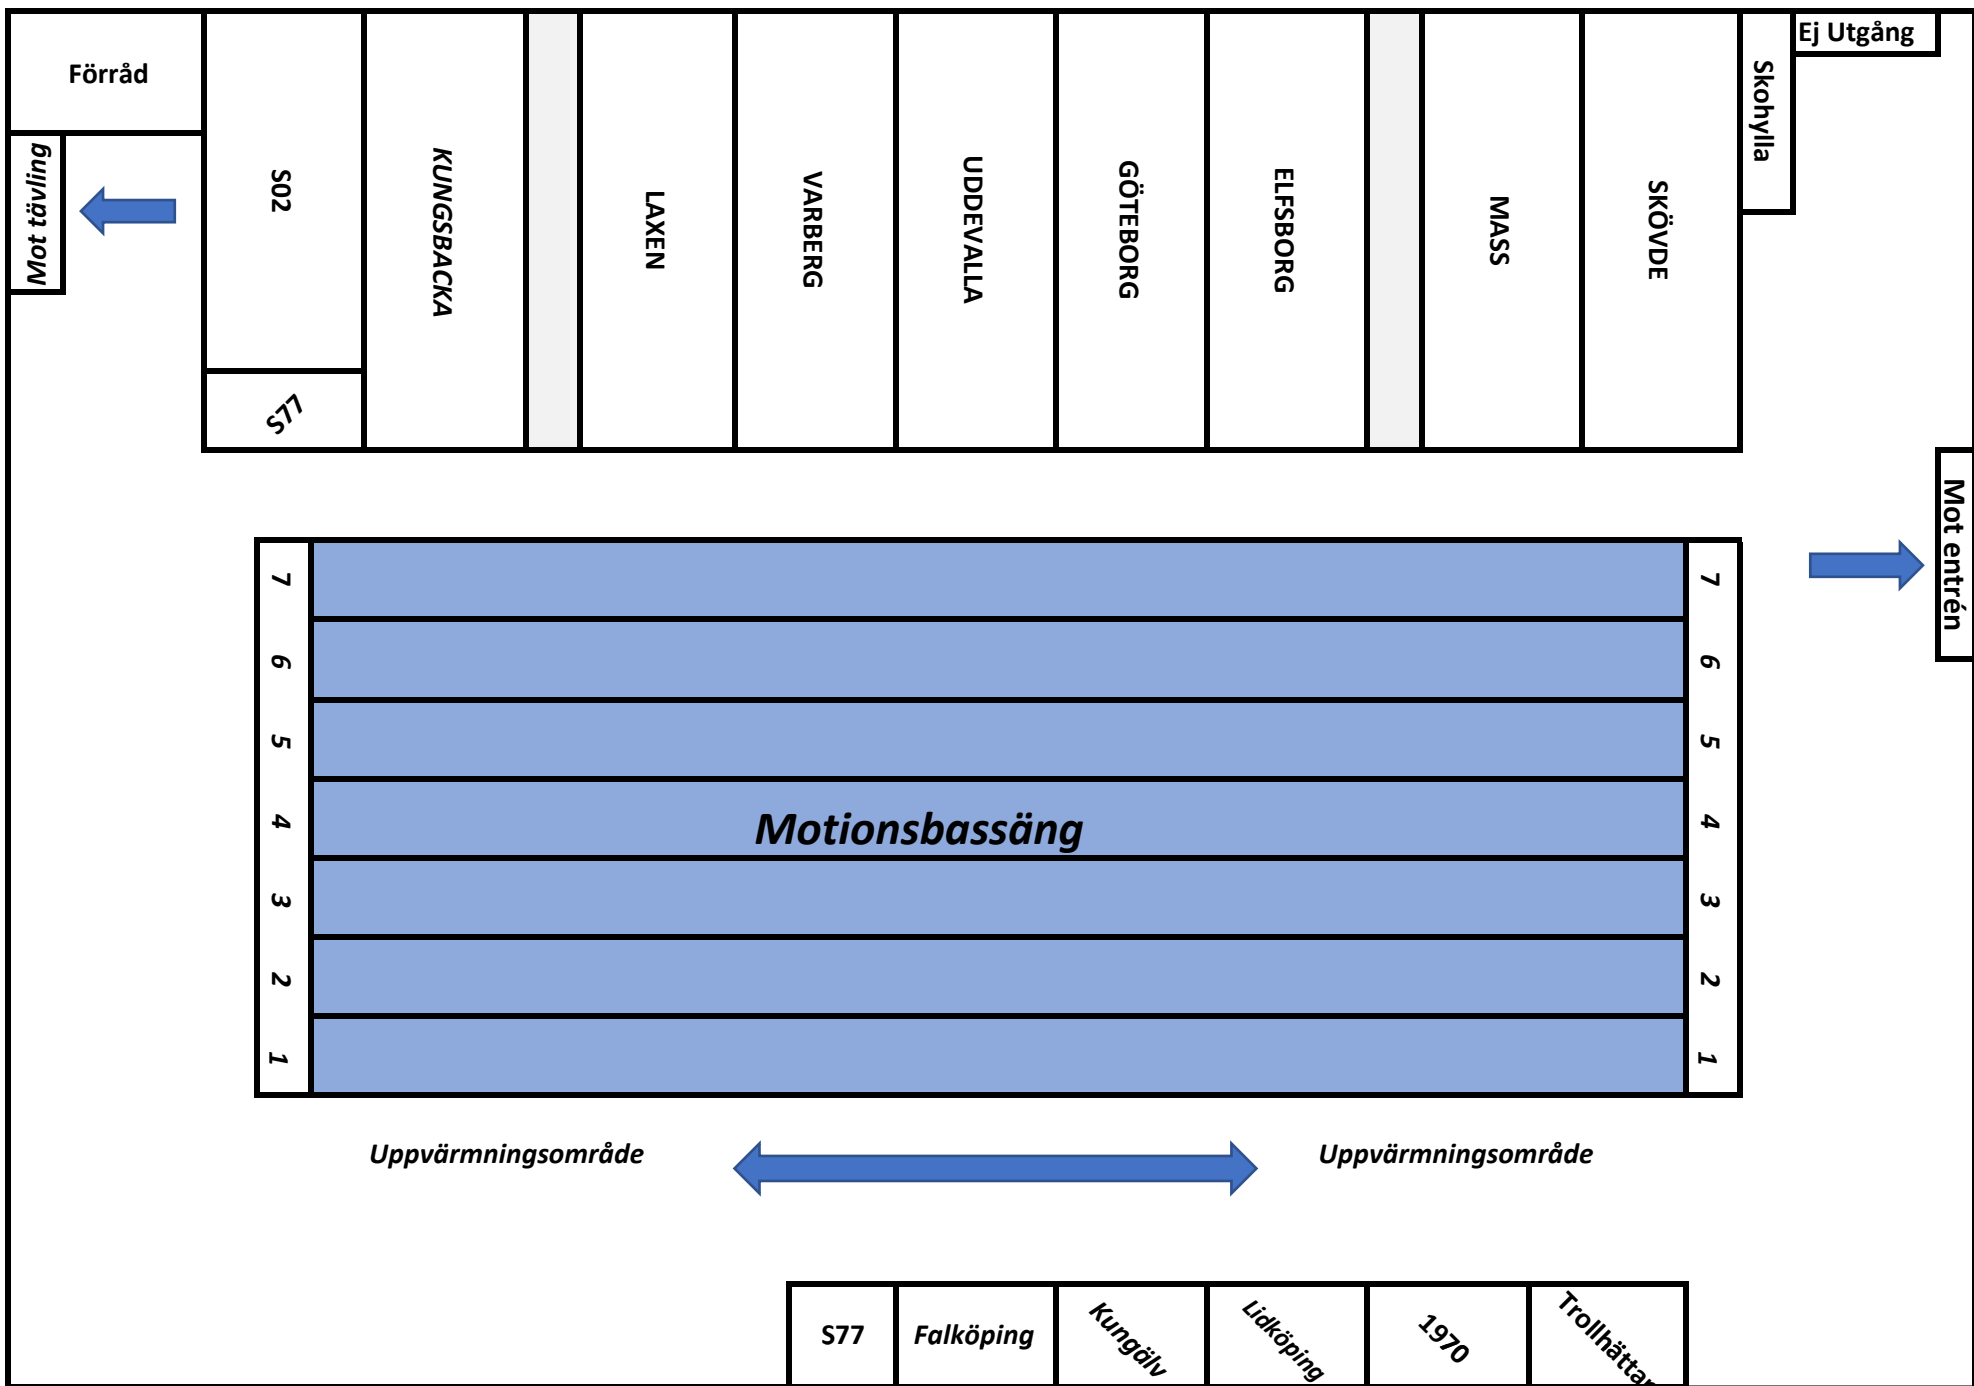 Förråd
Mot tävling
S02
S77
KUNGSBACKA
LAXEN
VARBERG
UDDEVALLA
GÖTEBORG
ELFSBORG
MASS
SKÖVDE
Skohylla
Ej Utgång
Mot entrén
7
6
5
4
3
2
1
Motionsbassäng
7
6
5
4
3
2
1
Uppvärmningsområde
Uppvärmningsområde
S77
Falköping
Kungälv
Lidköping
1970
Trollhättan